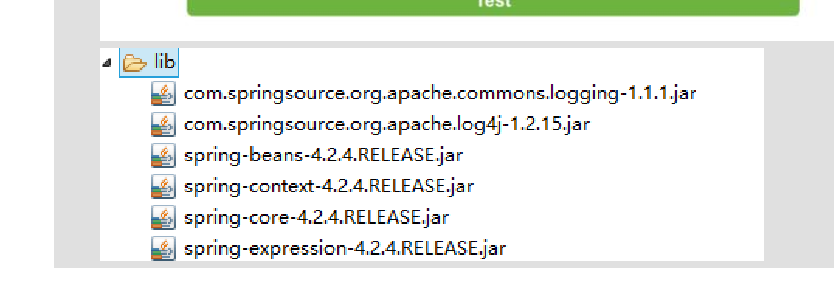 Test
lib
com.springsource.org.apache.commons.logging-1.1.1.jar
com.springsource.org.apache.log4j-1.2.15.jar
spring-beans-4.2.4.RELEASE.jar
spring-context-4.2.4.RELEASE.jar
spring-core-4.2.4.RELEASE.jar
spring-expression-4.2.4.RELEASE.jar